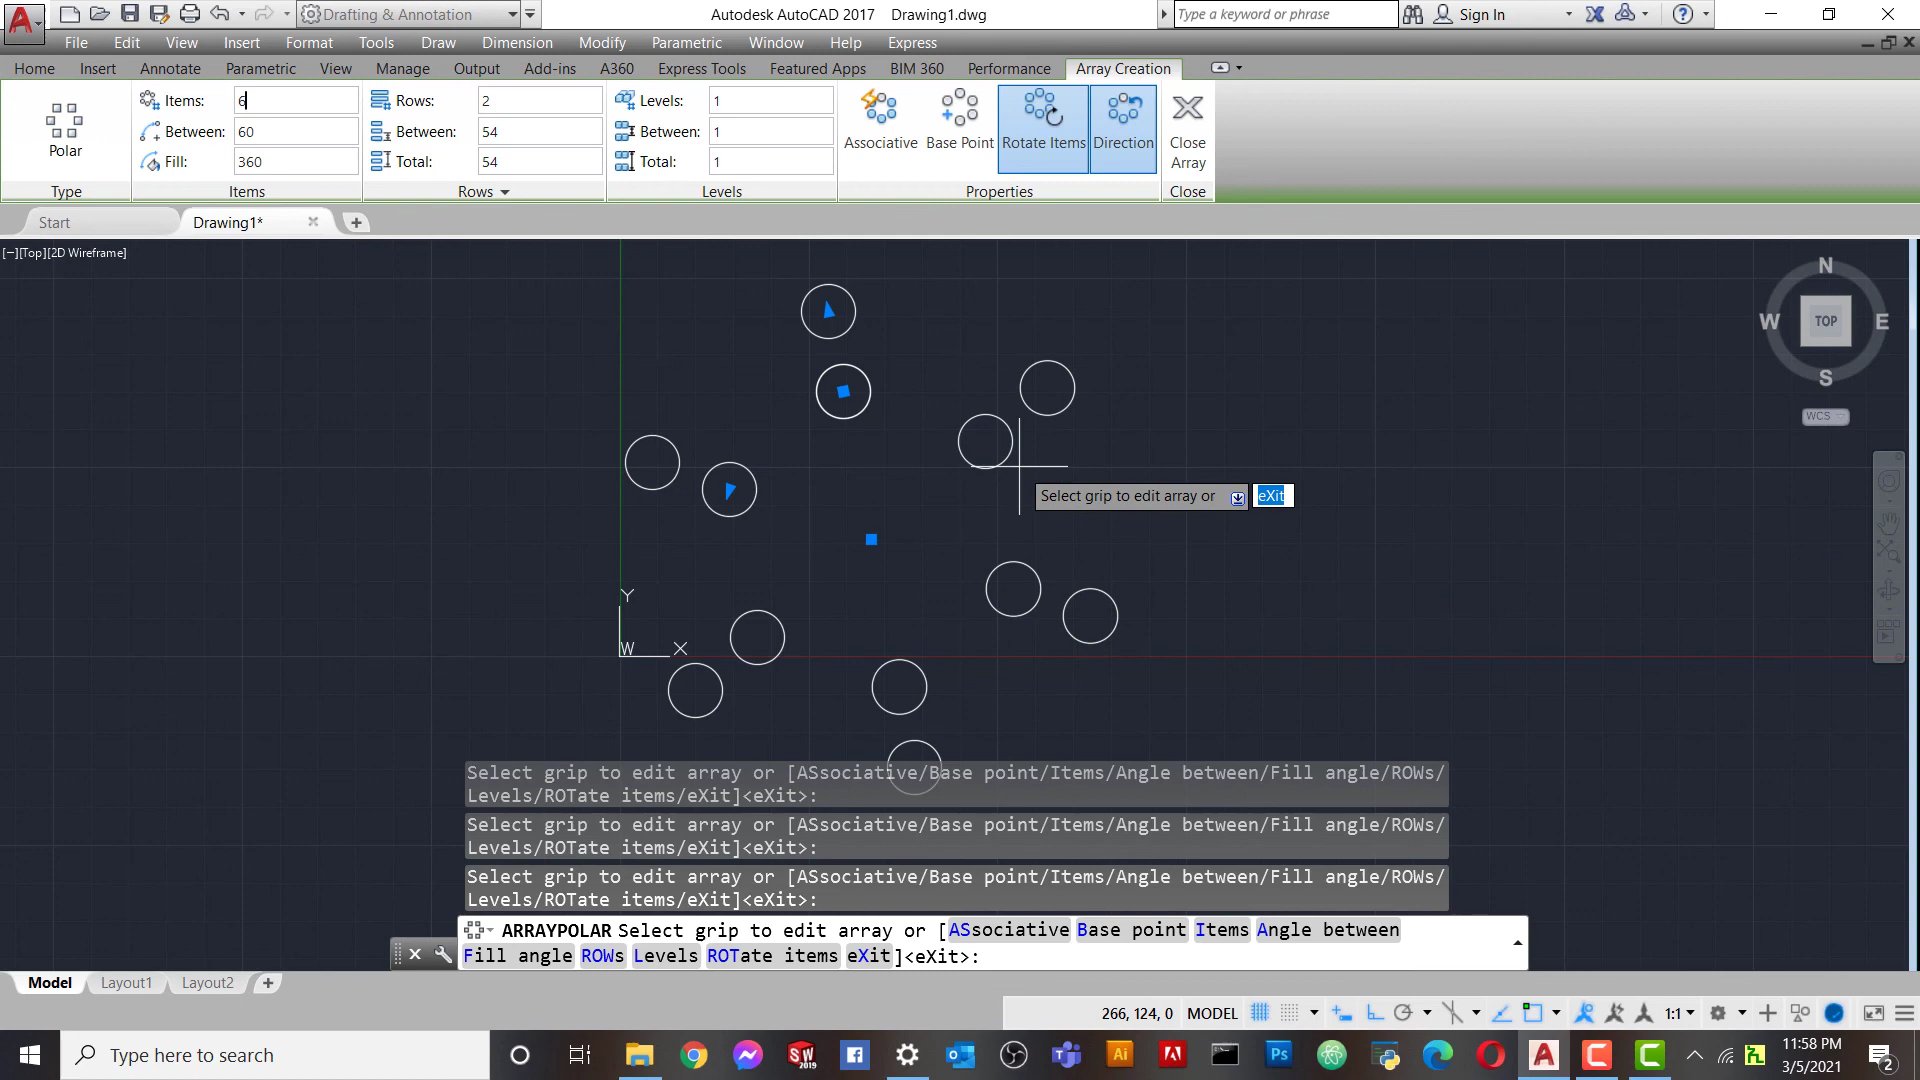 Drafting & Annotation
Autodesk AutoCAD 2017 Drawing1.dwg
Type a keyword or phrase
Sign In
File Edit View Insert Format Tools Draw Dimension Modify Parametric Window Help Express
Home Insert Annotate Parametric View Manage Output Add-ins A360 Express Tools Featured Apps BIM 360 Performance Array Creation
Polar
Items: 6
Between: 60
Fill: 360
Rows: 2
Between: 54
Total: 54
Levels: 1
Between: 1
Total: 1
Associative Base Point Rotate Items Direction Close Array
Type Items Rows Levels Properties Close
Start Drawing1*
[−][Top][2D Wireframe]
N
W TOP E
S
WCS
Select grip to edit array or eXit
Y
W X
Select grip to edit array or [ASsociative/Base point/Items/Angle between/Fill angle/ROWs/
Levels/ROTate items/eXit]<eXit>:
Select grip to edit array or [ASsociative/Base point/Items/Angle between/Fill angle/ROWs/
Levels/ROTate items/eXit]<eXit>:
Select grip to edit array or [ASsociative/Base point/Items/Angle between/Fill angle/ROWs/
Levels/ROTate items/eXit]<eXit>:
ARRAYPOLAR Select grip to edit array or [ASsociative Base point Items Angle between
Fill angle ROWs Levels ROTate items eXit]<eXit>:
Model Layout1 Layout2
266, 124, 0 MODEL 1:1
Type here to search
SW 2019
Ai
Ps
11:58 PM
3/5/2021
2